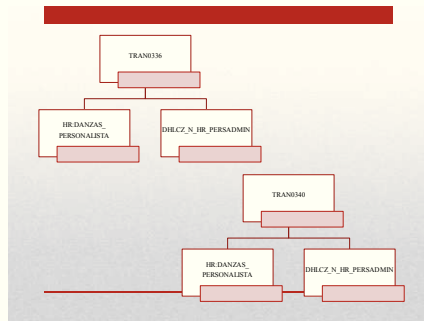 TRAN0336
HR:DANZAS_
PERSONALISTA
DHLCZ_N_HR_PERSADMIN
TRAN0340
HR:DANZAS_
PERSONALISTA
DHLCZ_N_HR_PERSADMIN